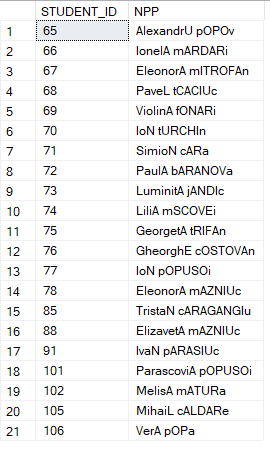 STUDENT_ID NPP
1 65 AlexandrU pOPOv
2 66 IonelA mARDARi
3 67 EleonorA mITROFAn
4 68 PaveL tCACIUc
5 69 ViolinA fONARi
6 70 IoN tURCHIn
7 71 SimioN cARa
8 72 PaulA bARANOVa
9 73 LuminitA jANDIc
10 74 LiliA mSCOVEi
11 75 GeorgetA tRIFAn
12 76 GheorghE cOSTOVAn
13 77 IoN pOPUSOi
14 78 EleonorA mAZNIUc
15 85 TristaN cARAGANGIu
16 88 ElizavetA mAZNIUc
17 91 IvaN pARASIUc
18 101 ParascoviA pOPUSOi
19 102 MelisA mATURa
20 105 MihaiL cALDARe
21 106 VerA pOPa